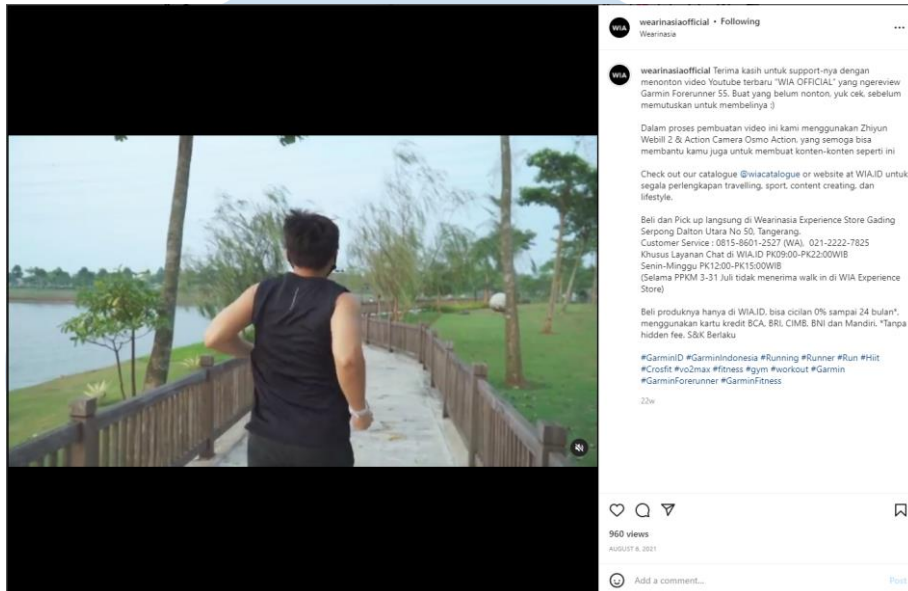 wearinasiaofficial • Following
Wearinasia
WIA
WIA
wearinasiaofficial Terima kasih untuk support-nya dengan
menonton video Youtube terbaru "WIA OFFICIAL" yang ngereview
Garmin Forerunner 55. Buat yang belum nonton, yuk cek, sebelum
memutuskan untuk membelinya :)
Dalam proses pembuatan video ini kami menggunakan Zhiyun
Webill 2 & Action Camera Osmo Action, yang semoga bisa
membantu kamu juga untuk membuat konten-konten seperti ini
Check out our catalogue @wiacatalogue or website at WIA.ID untuk
segala perlengkapan travelling, sport, content creating, dan
lifestyle.
Beli dan Pick up langsung di Wearinasia Experience Store Gading
Serpong Dalton Utara No 50, Tangerang.
Customer Service : 0815-8601-2527 (WA), 021-2222-7825
Khusus Layanan Chat di WIA.ID PK09:00-PK22:00WIB
Senin-Minggu PK12:00-PK15:00WIB
(Selama PPKM 3-31 Juli tidak menerima walk in di WIA Experience
Store)
Beli produknya hanya di WIA.ID, bisa cicilan 0% sampai 24 bulan*,
menggunakan kartu kredit BCA, BRI, CIMB, BNI dan Mandiri. *Tanpa
hidden fee, S&K Berlaku
#GarminID #GarminIndonesia #Running #Runner #Run #Hiit
#Crosfit #vo2max #fitness #gym #workout #Garmin
#GarminForerunner #GarminFitness
22w
960 views
AUGUST 8, 2021
Add a comment...
Post